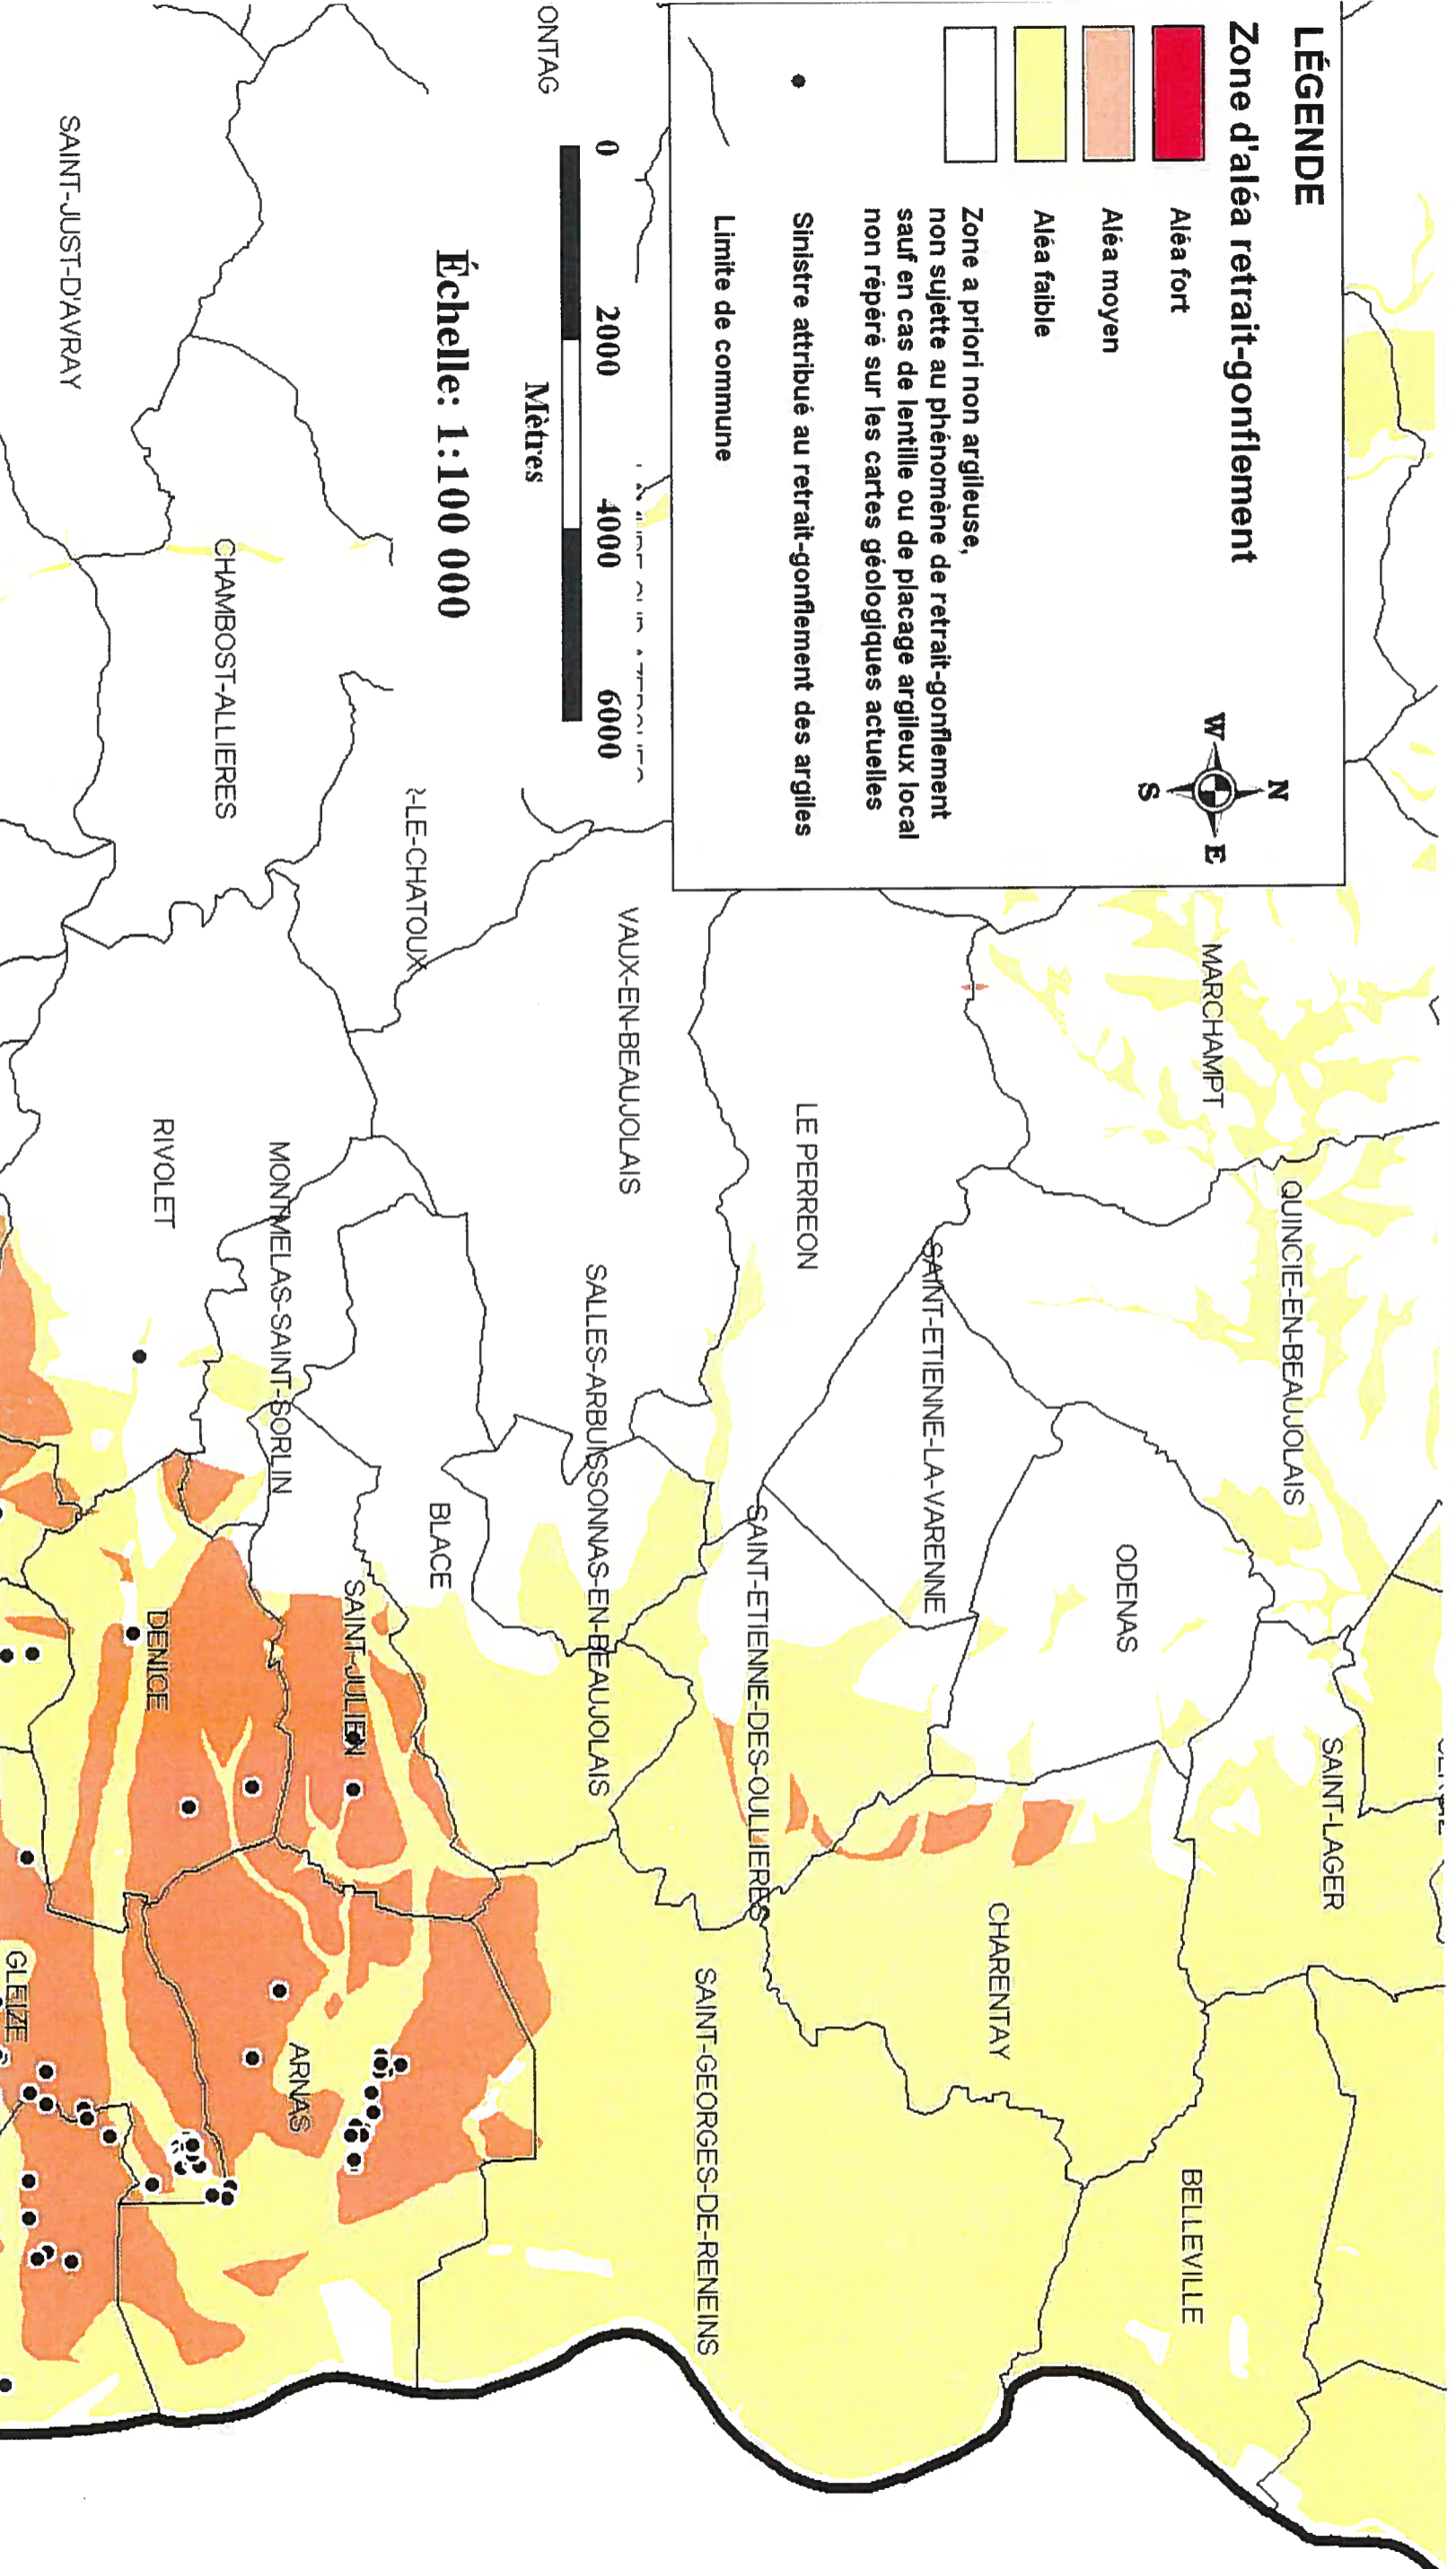 LÉGENDE
Zone d'aléa retrait-gonflement
Aléa fort
Aléa moyen
Aléa faible
Zone a priori non argileuse,
non sujette au phénomène de retrait-gonflement
sauf en cas de lentille ou de placage argileux local
non répéré sur les cartes géologiques actuelles
Sinistre attribué au retrait-gonflement des argiles
Limite de commune
N
W
E
S
0 2000 4000 6000
Mètres
Échelle: 1:100 000
ONTAG
SAINT-JUST-D'AVRAY
CHAMBOST-ALLIERES
-LE-CHATOUX
MARCHAMPT
QUINCIE-EN-BEAUJOLAIS
SAINT-LAGER
BELLEVILLE
ODENAS
CHARENTAY
SAINT-ETIENNE-LA-VARENNE
LE PERREON
SAINT-ETIENNE-DES-OULLIERES
SAINT-GEORGES-DE-RENEINS
VAUX-EN-BEAUJOLAIS
SALLES-ARBUISSONNAS-EN-BEAUJOLAIS
BLACE
SAINT-JULIEN
MONTMELAS-SAINT-SORLIN
ARNAS
RIVOLET
DENICE
GLEIZE